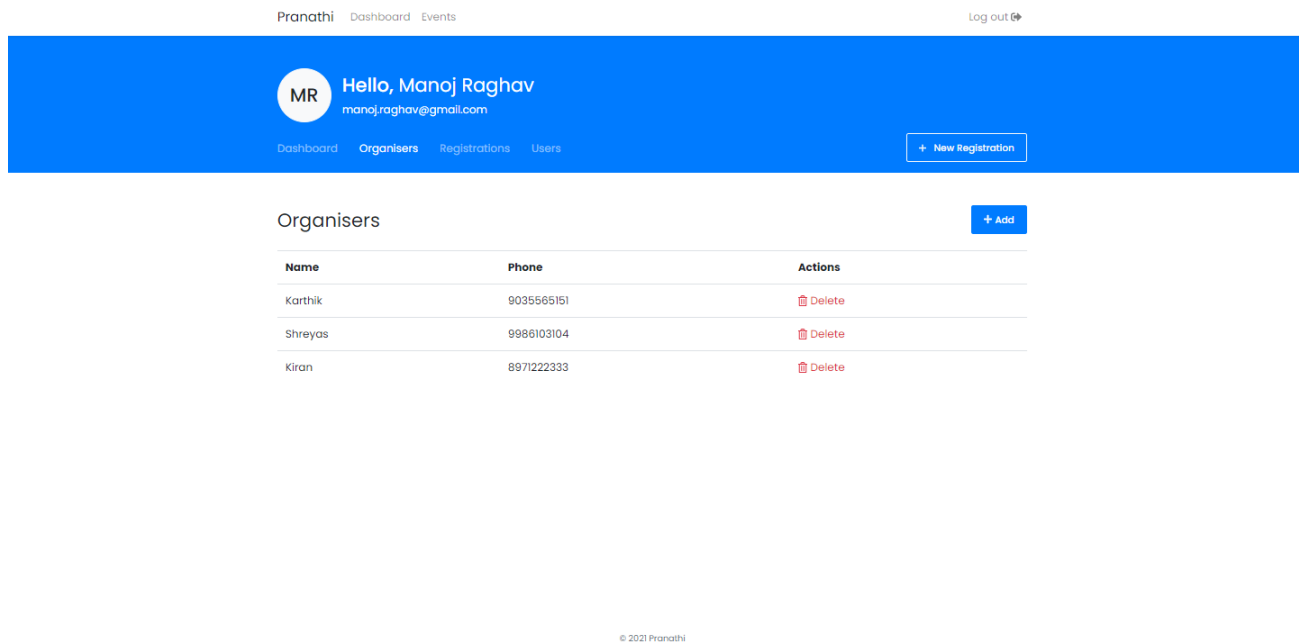 Pranathi Dashboard Events Log out
MR
Hello, Manoj Raghav
manoj.raghav@gmail.com
Dashboard Organisers Registrations Users + New Registration
Organisers + Add
Name Phone Actions
Karthik 9035565151 Delete
Shreyas 9986103104 Delete
Kiran 8971222333 Delete
© 2021 Pranathi